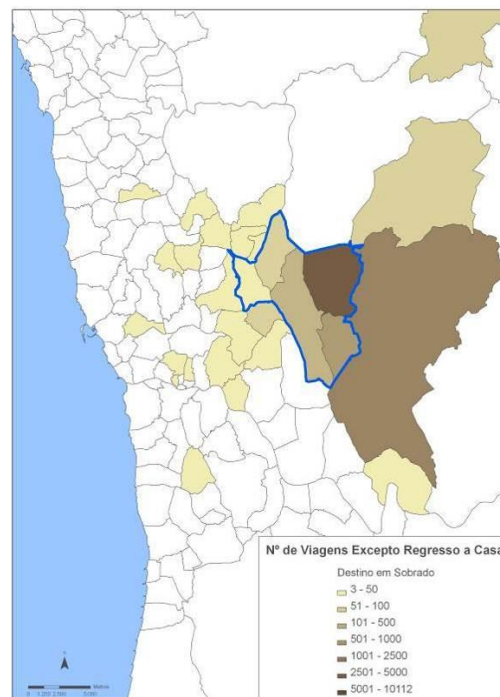 Nº de Viagens Excepto Regresso a Casa
Destino em Sobrado
3 - 50
51 - 100
101 - 500
501 - 1000
1001 - 2500
2501 - 5000
5001 - 10112